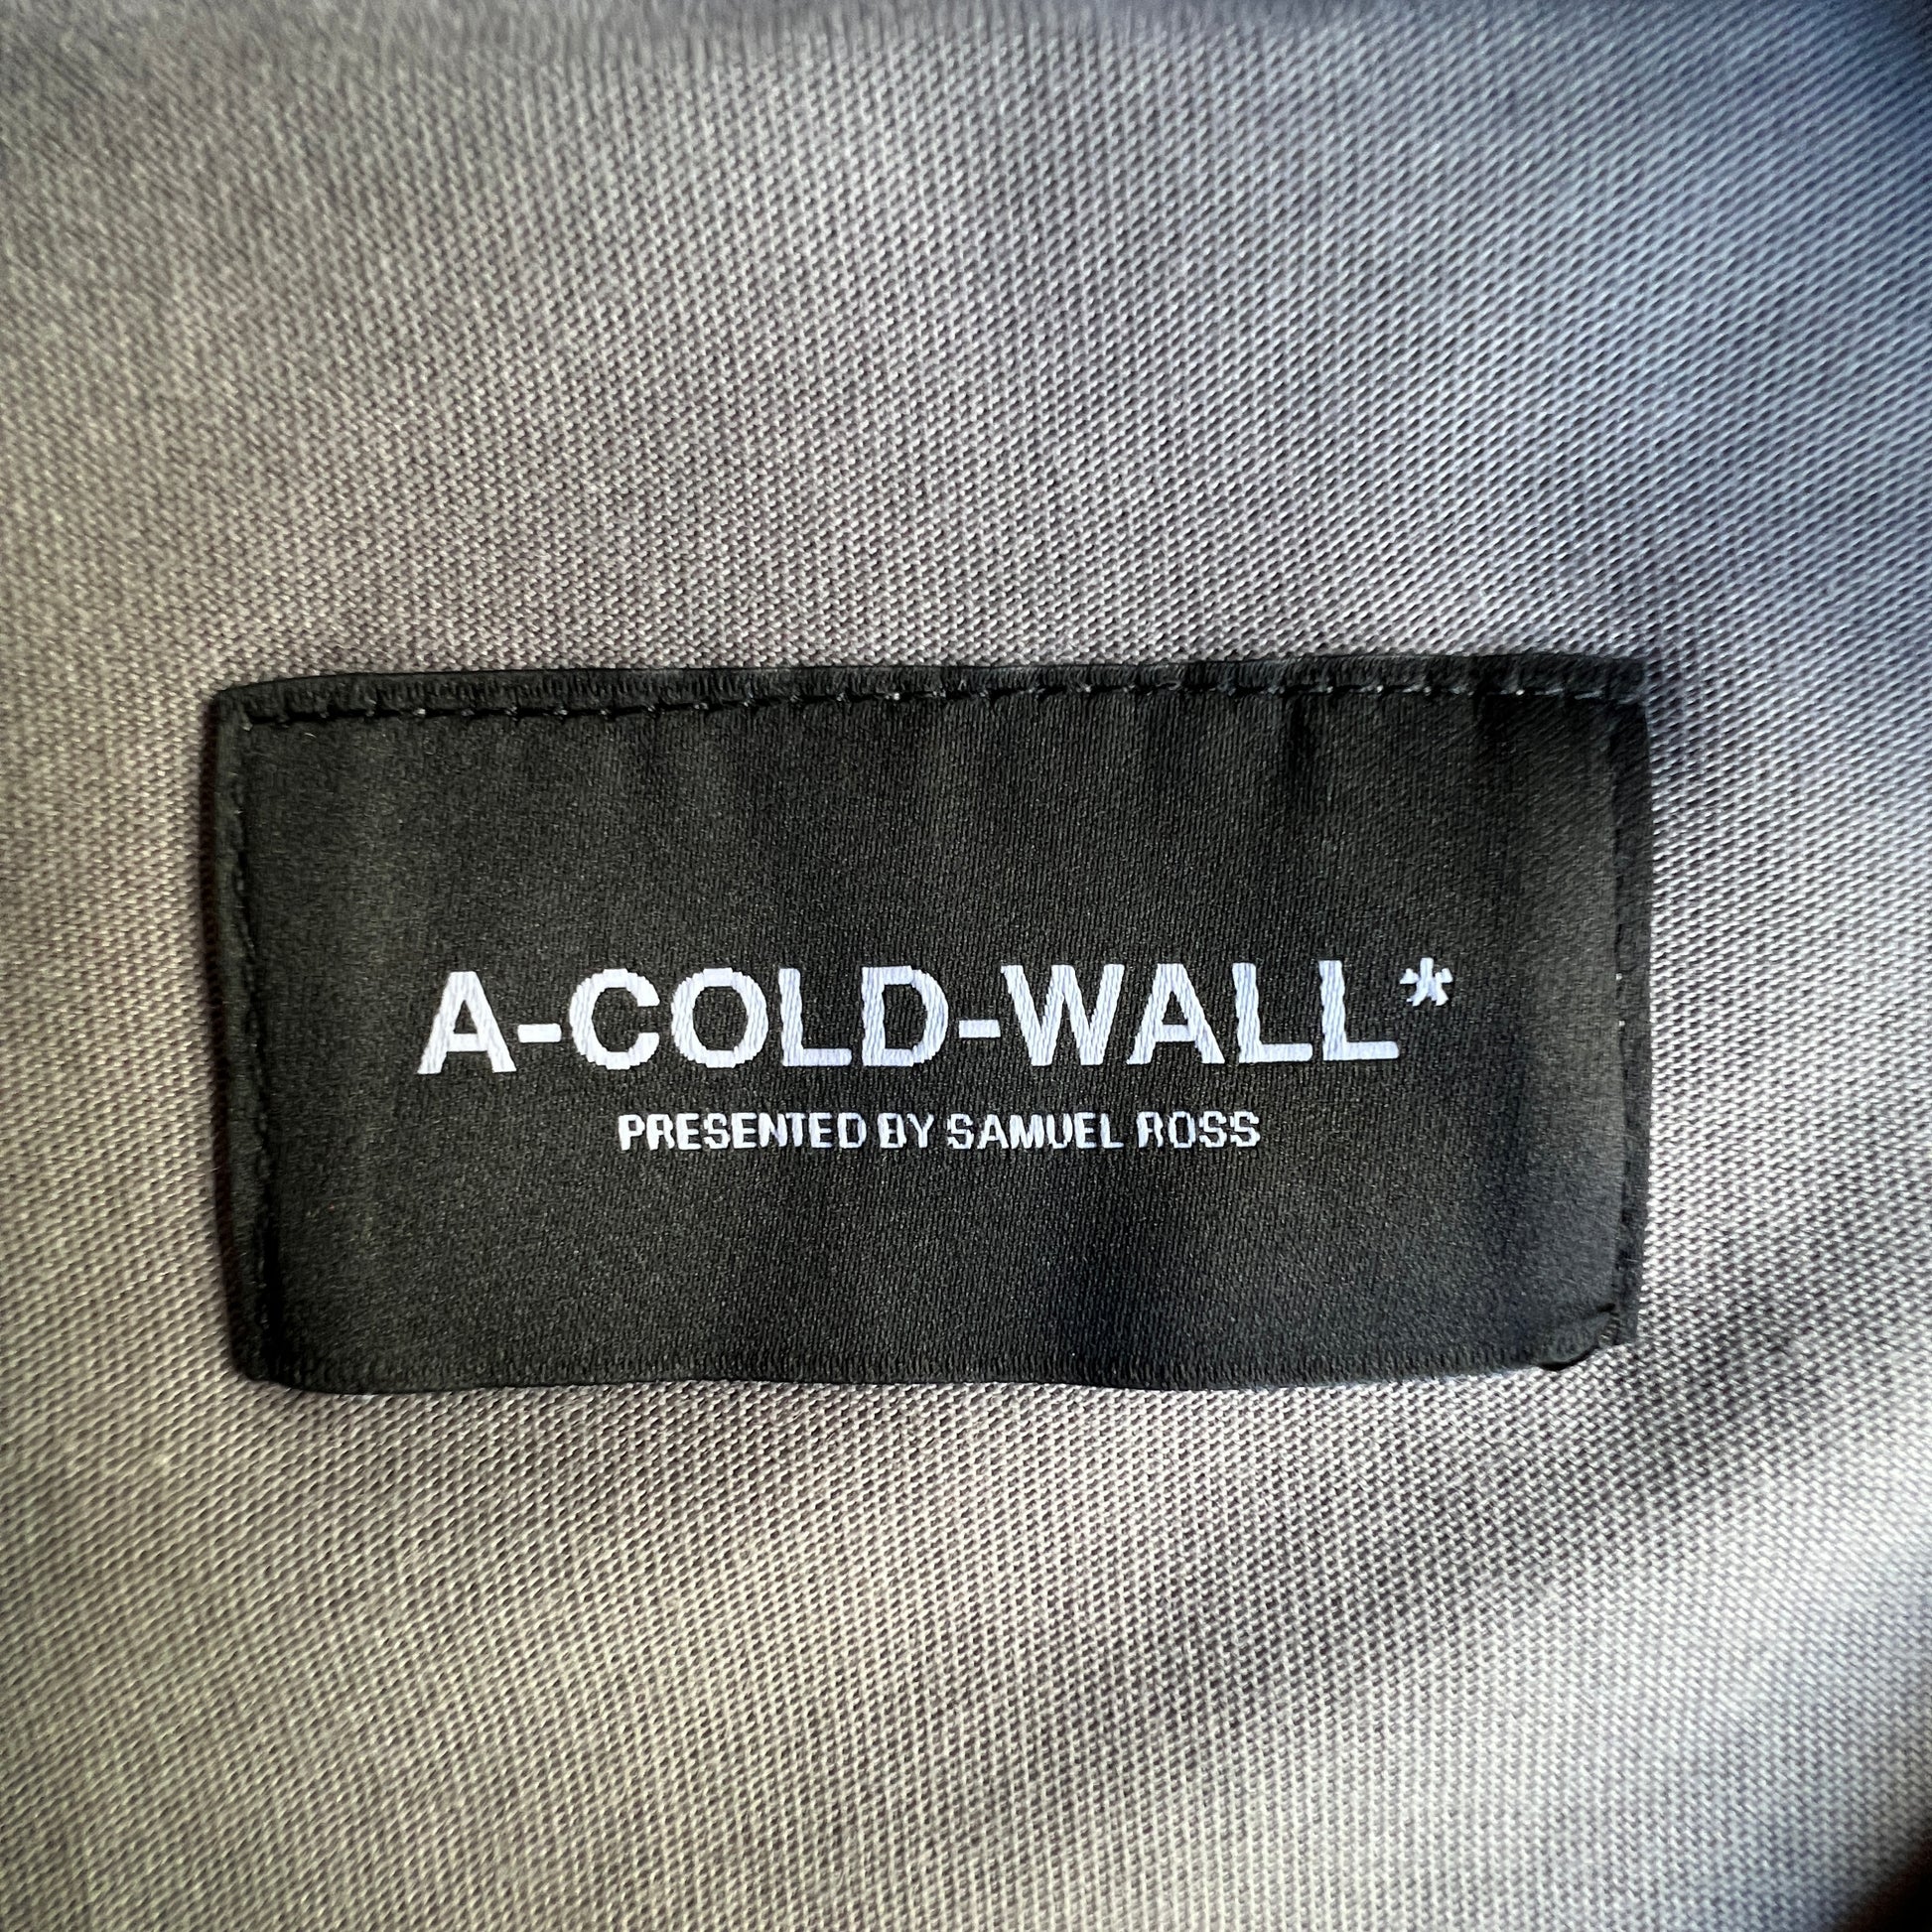 A-COLD-WALL*
PRESENTED BY SAMUEL ROSS